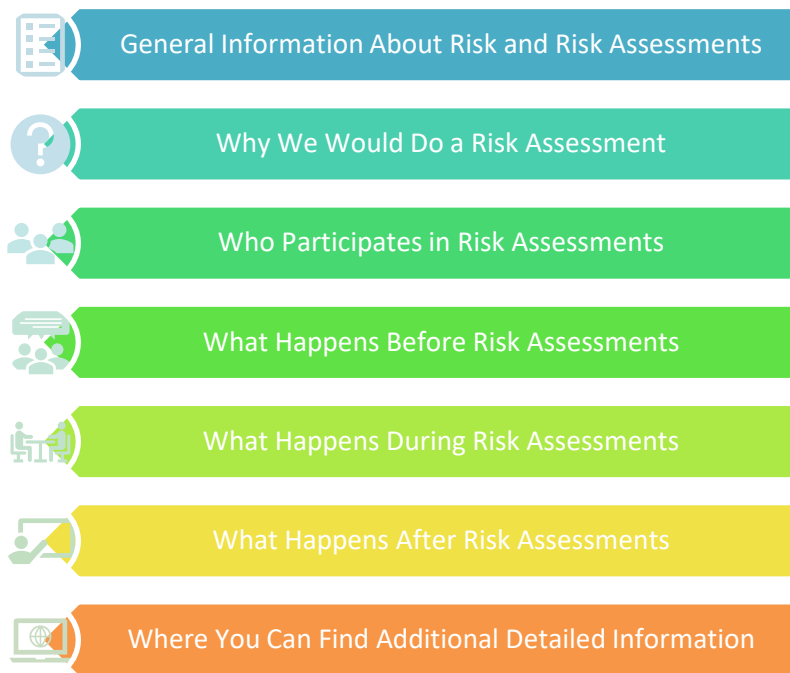 General Information About Risk and Risk Assessments
Why We Would Do a Risk Assessment
Who Participates in Risk Assessments
What Happens Before Risk Assessments
What Happens During Risk Assessments
What Happens After Risk Assessments
Where You Can Find Additional Detailed Information